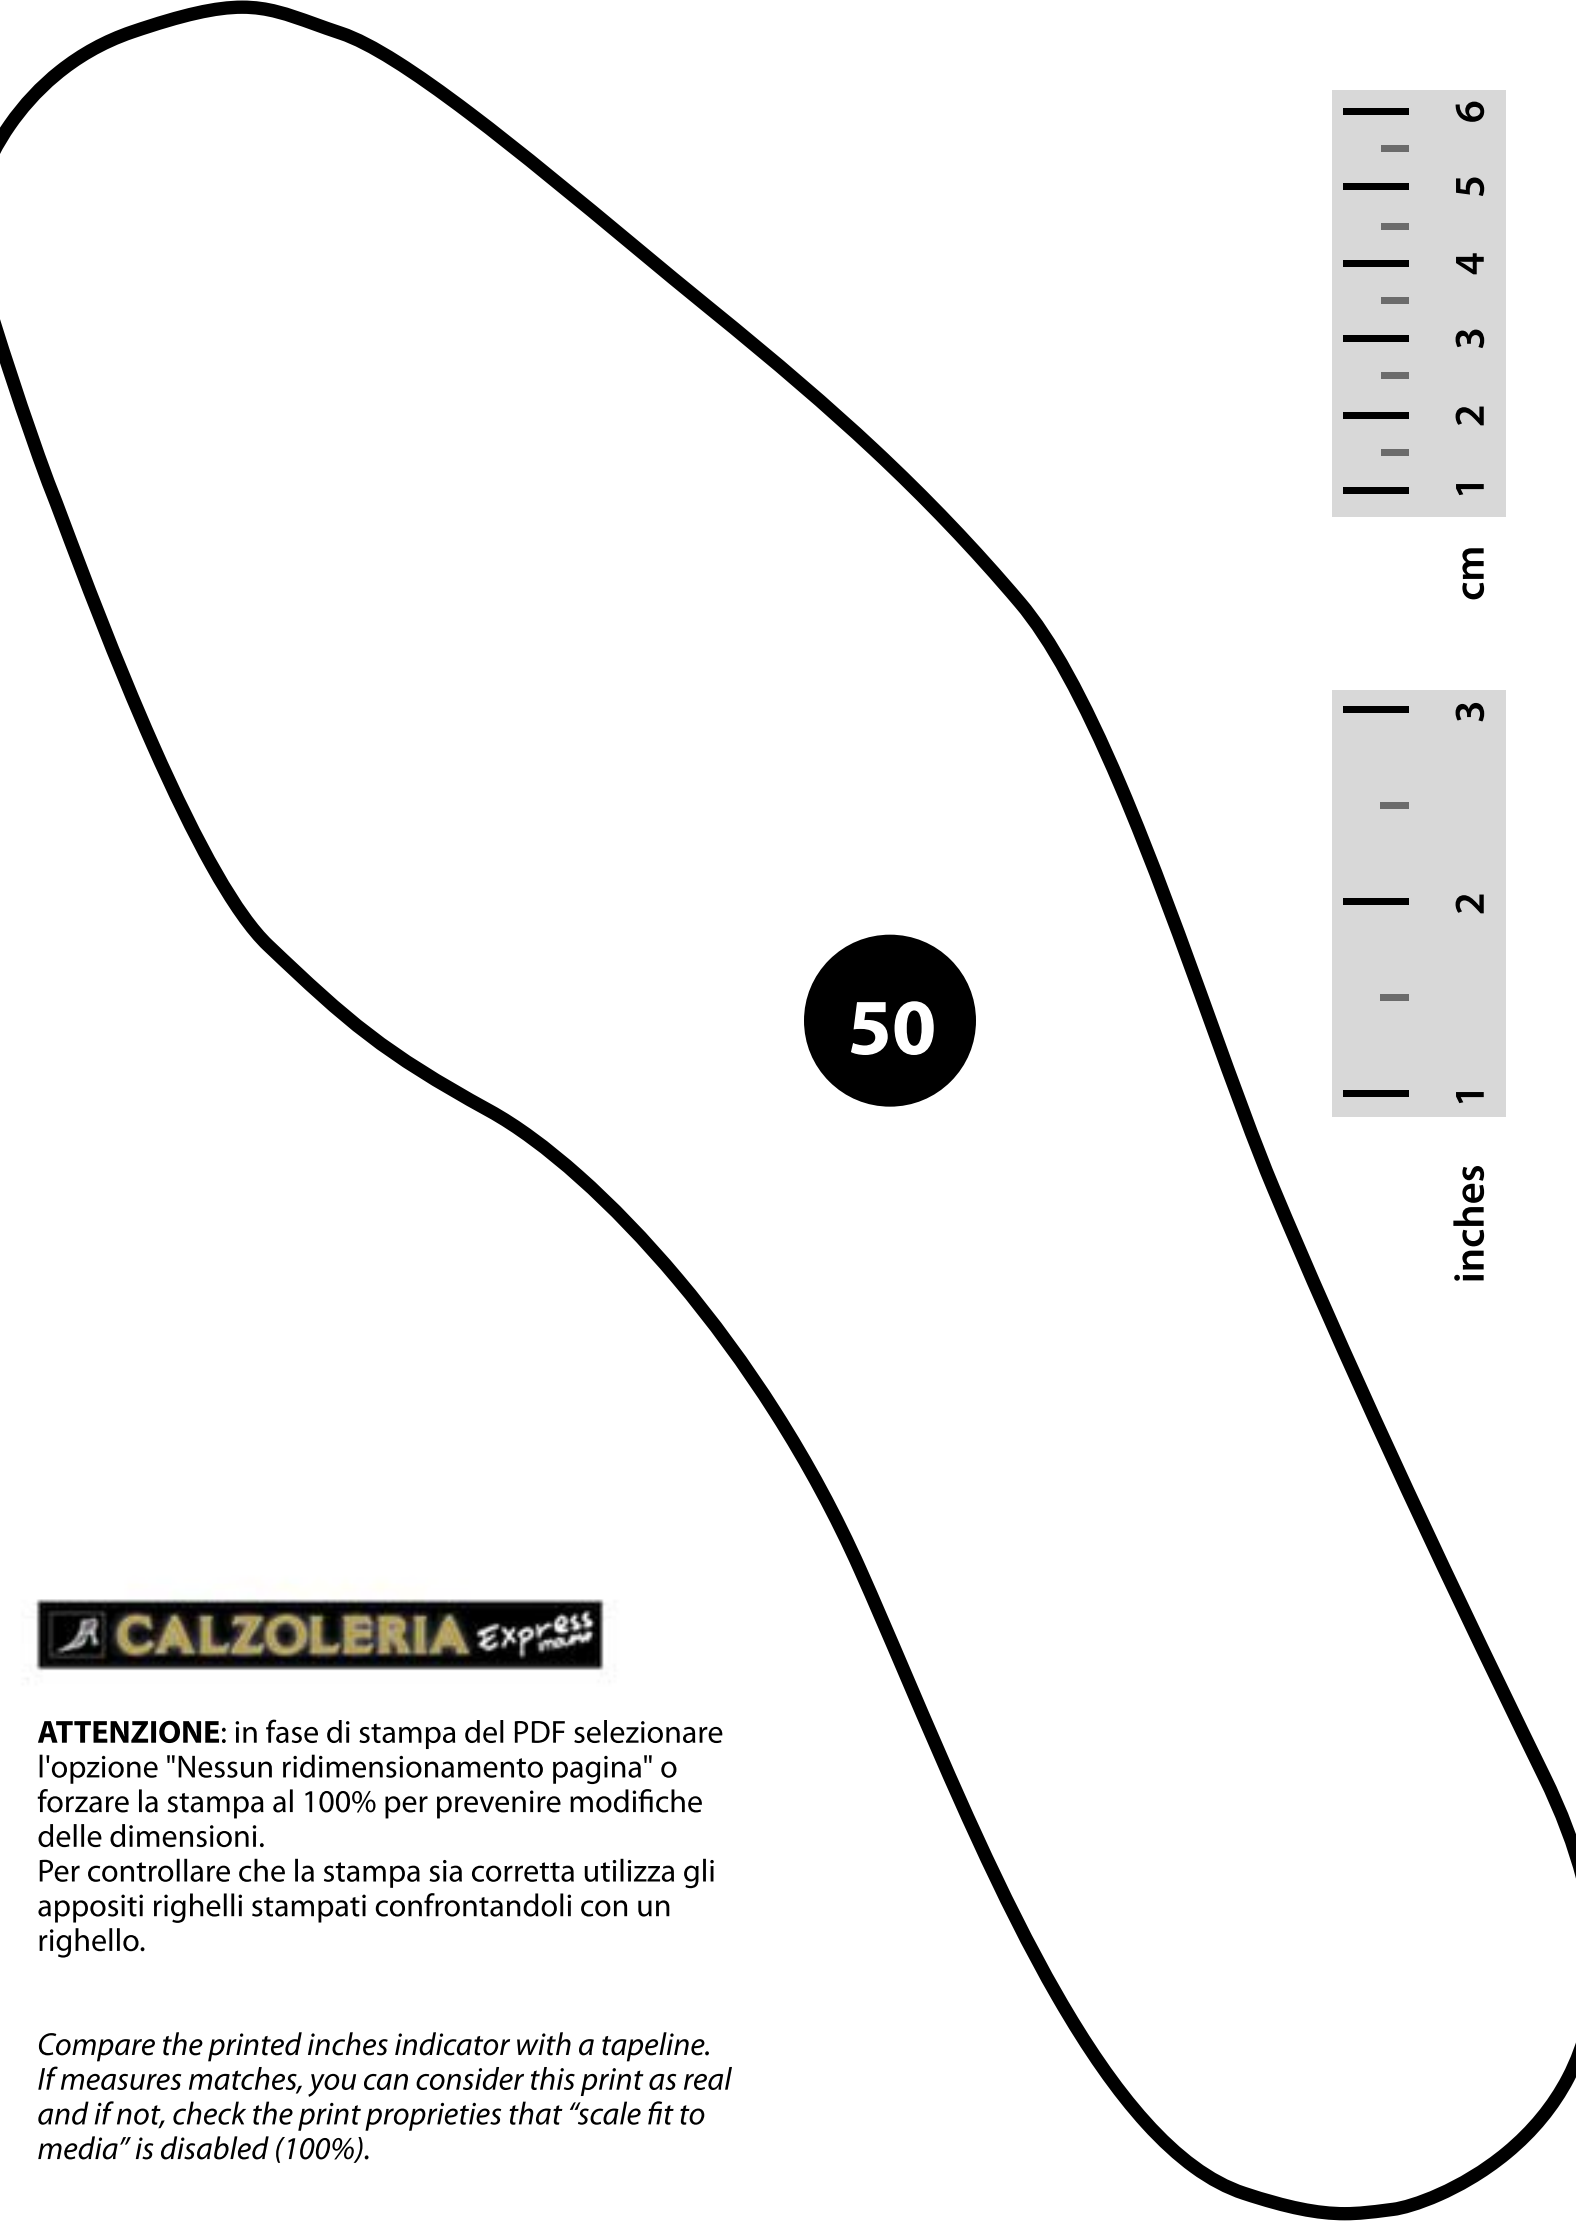 6
5
4
3
2
1
cm
3
2
1
inches
50
CALZOLERIA Express
ATTENZIONE: in fase di stampa del PDF selezionare
l'opzione "Nessun ridimensionamento pagina" o
forzare la stampa al 100% per prevenire modifiche
delle dimensioni.
Per controllare che la stampa sia corretta utilizza gli
appositi righelli stampati confrontandoli con un
righello.
Compare the printed inches indicator with a tapeline.
If measures matches, you can consider this print as real
and if not, check the print proprieties that “scale fit to
media” is disabled (100%).